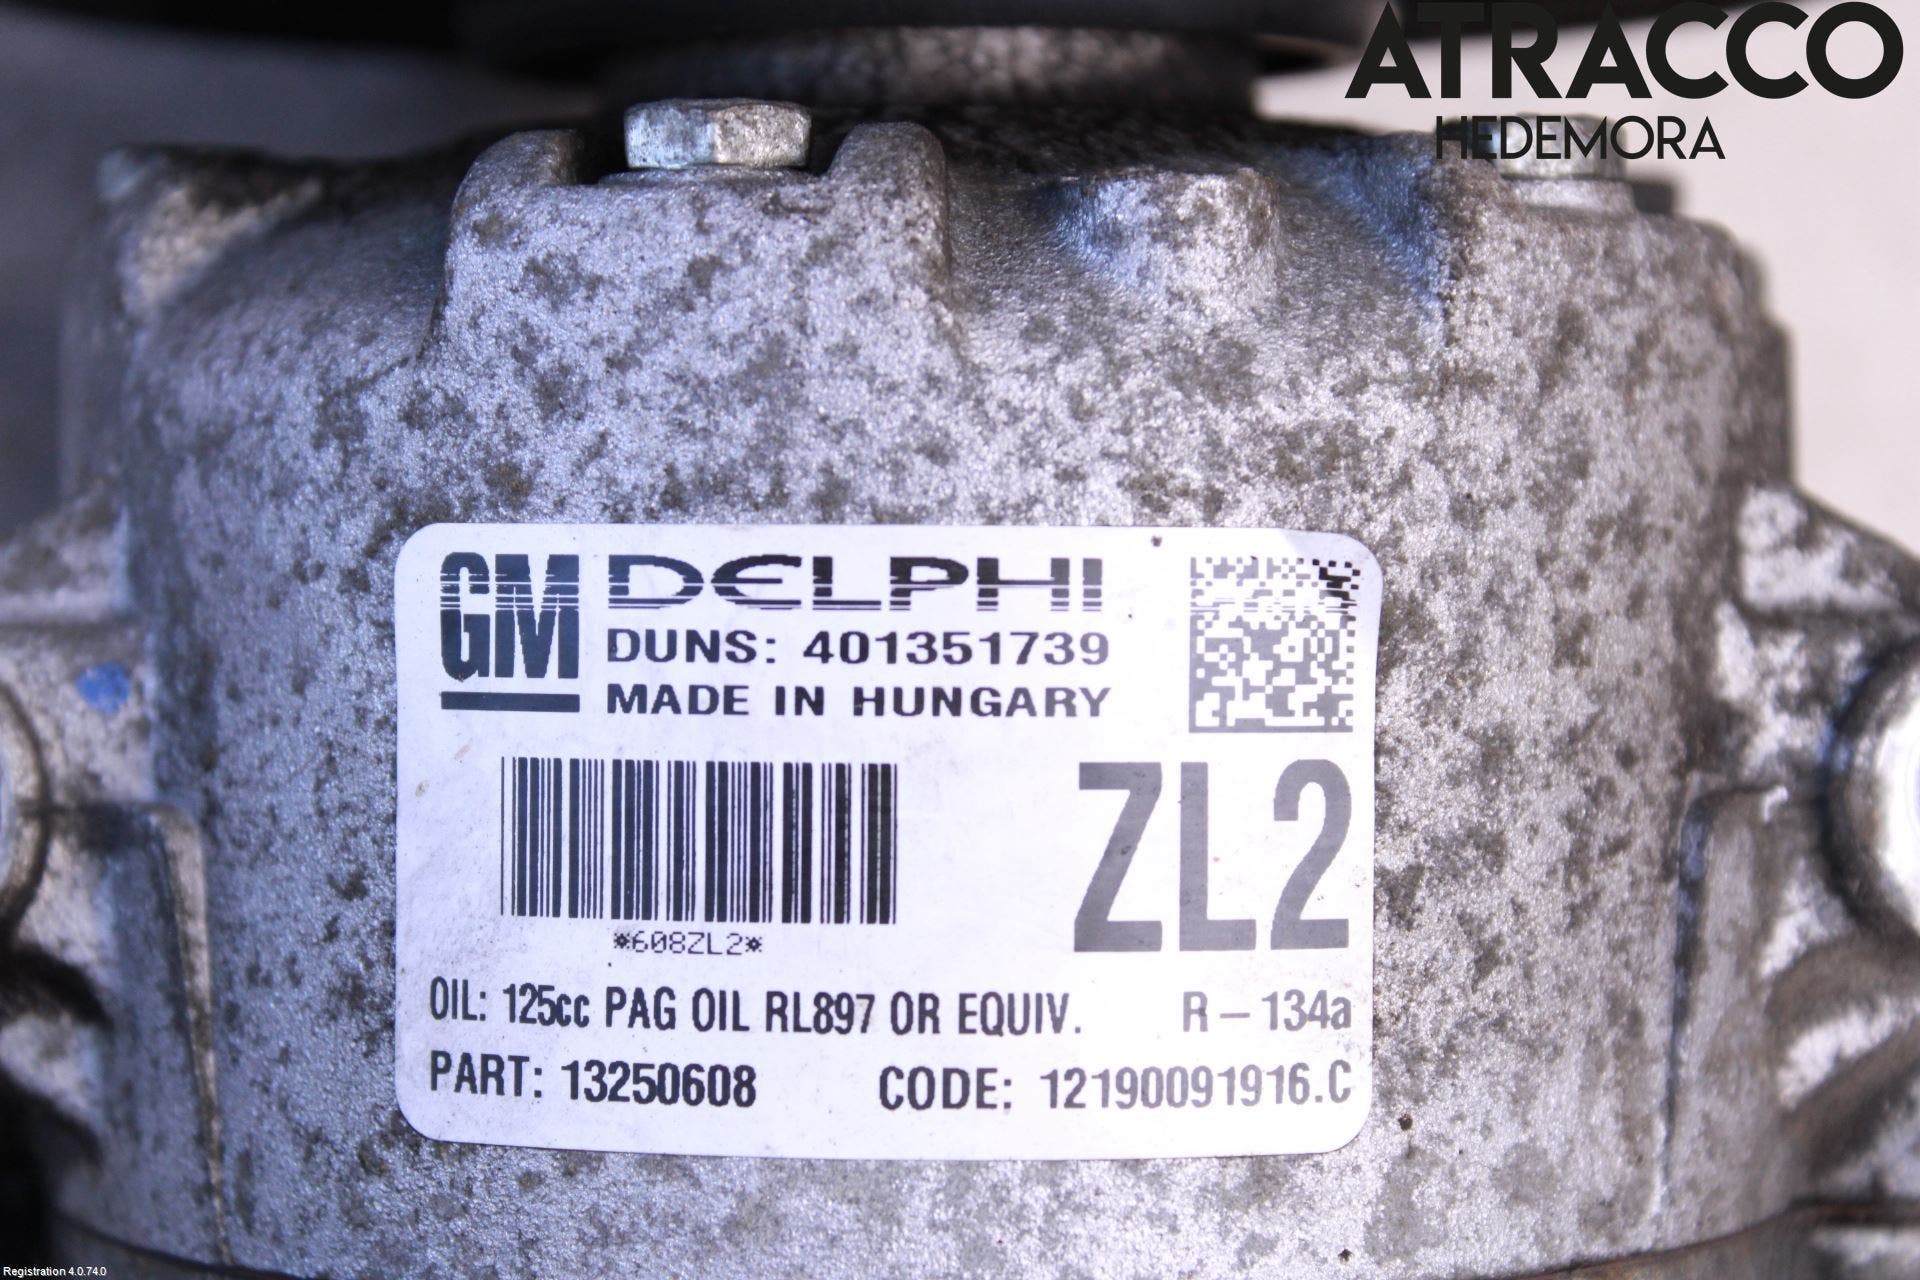 ATRACCO
HEDEMORA
GM DELPHI
DUNS: 401351739
MADE IN HUNGARY
ZL2
*608ZL2*
OIL: 125cc PAG OIL RL897 OR EQUIV. R-134a
PART: 13250608 CODE: 12190091916.C
Registration 4.0.74.0